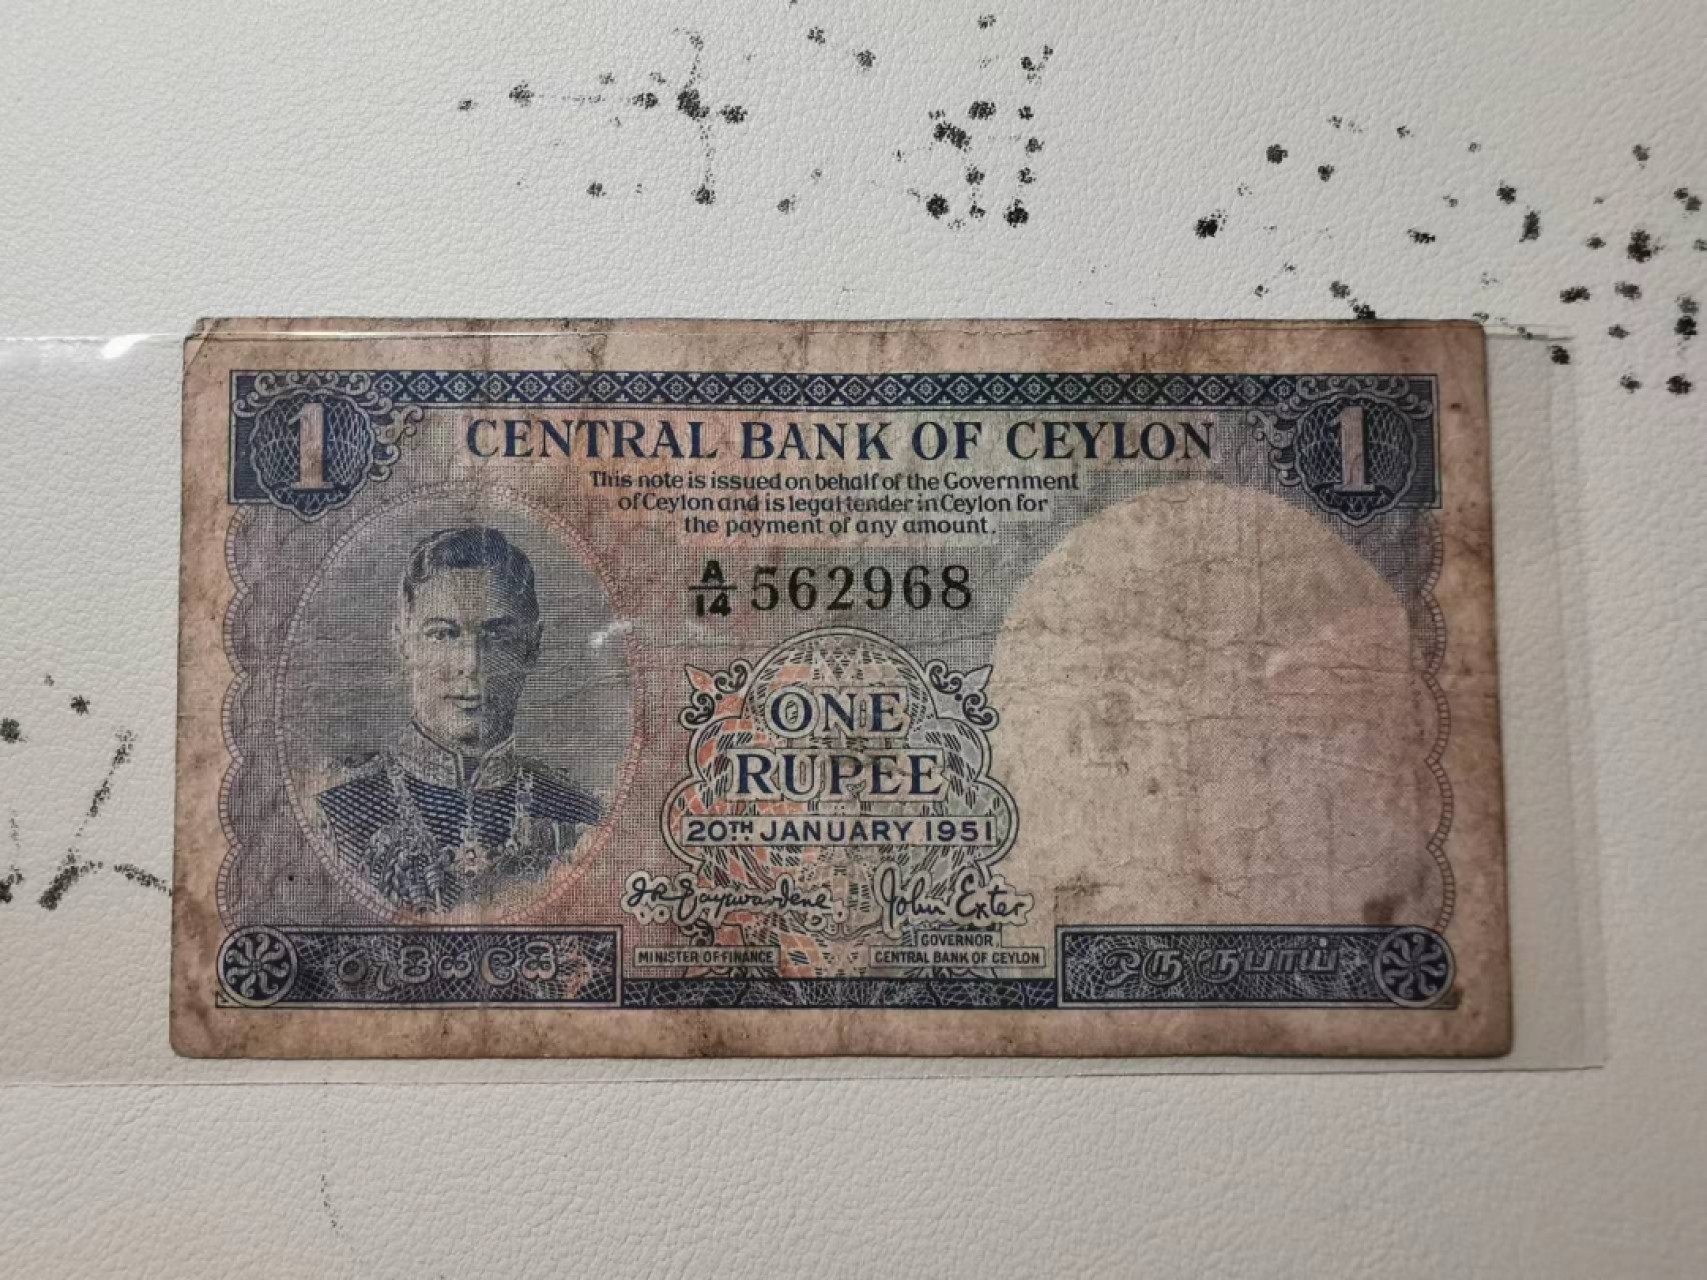 1 1
CENTRAL BANK OF CEYLON
This note is issued on behalf of the Government
of Ceylon and is legal tender in Ceylon for
the payment of any amount.
A/14 562968
ONE
RUPEE
20TH JANUARY 1951
J R Jayewardene John Exter
MINISTER OF FINANCE GOVERNOR
CENTRAL BANK OF CEYLON
රුපියලයි ஒரு ரூபாய்